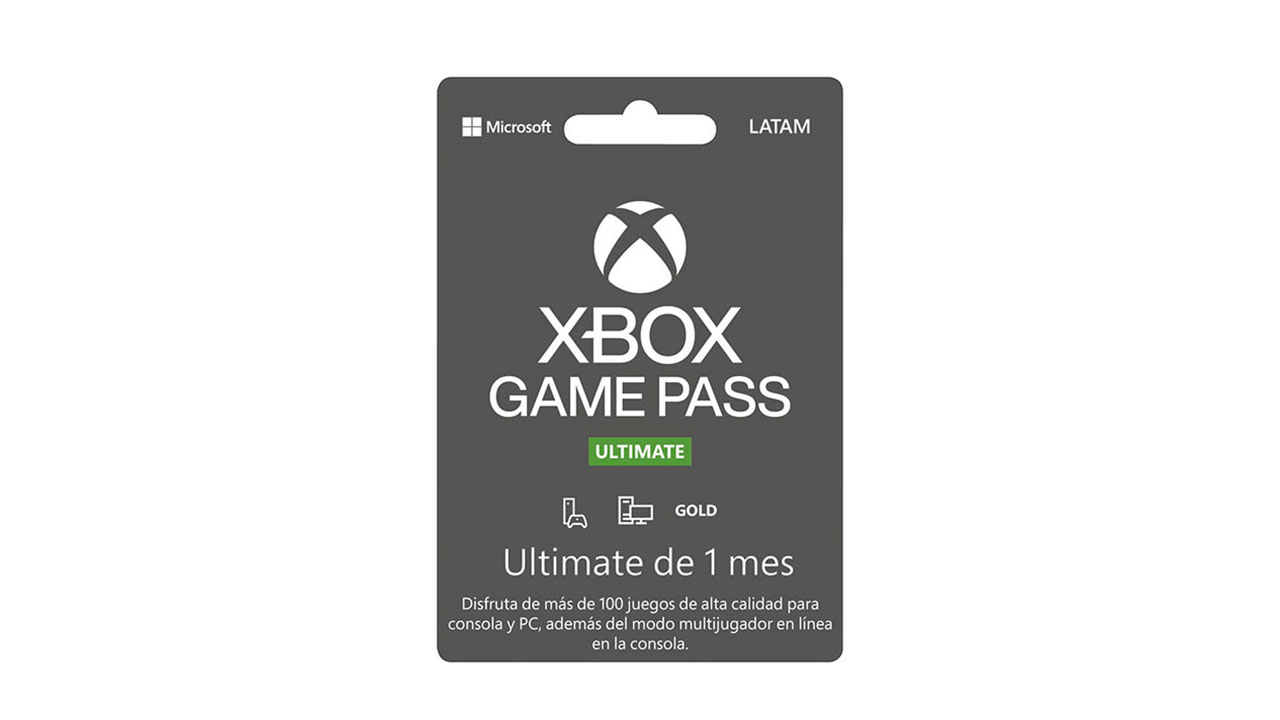 Microsoft
LATAM
XBOX
GAME PASS
ULTIMATE
GOLD
Ultimate de 1 mes
Disfruta de más de 100 juegos de alta calidad para
consola y PC, además del modo multijugador en línea
en la consola.